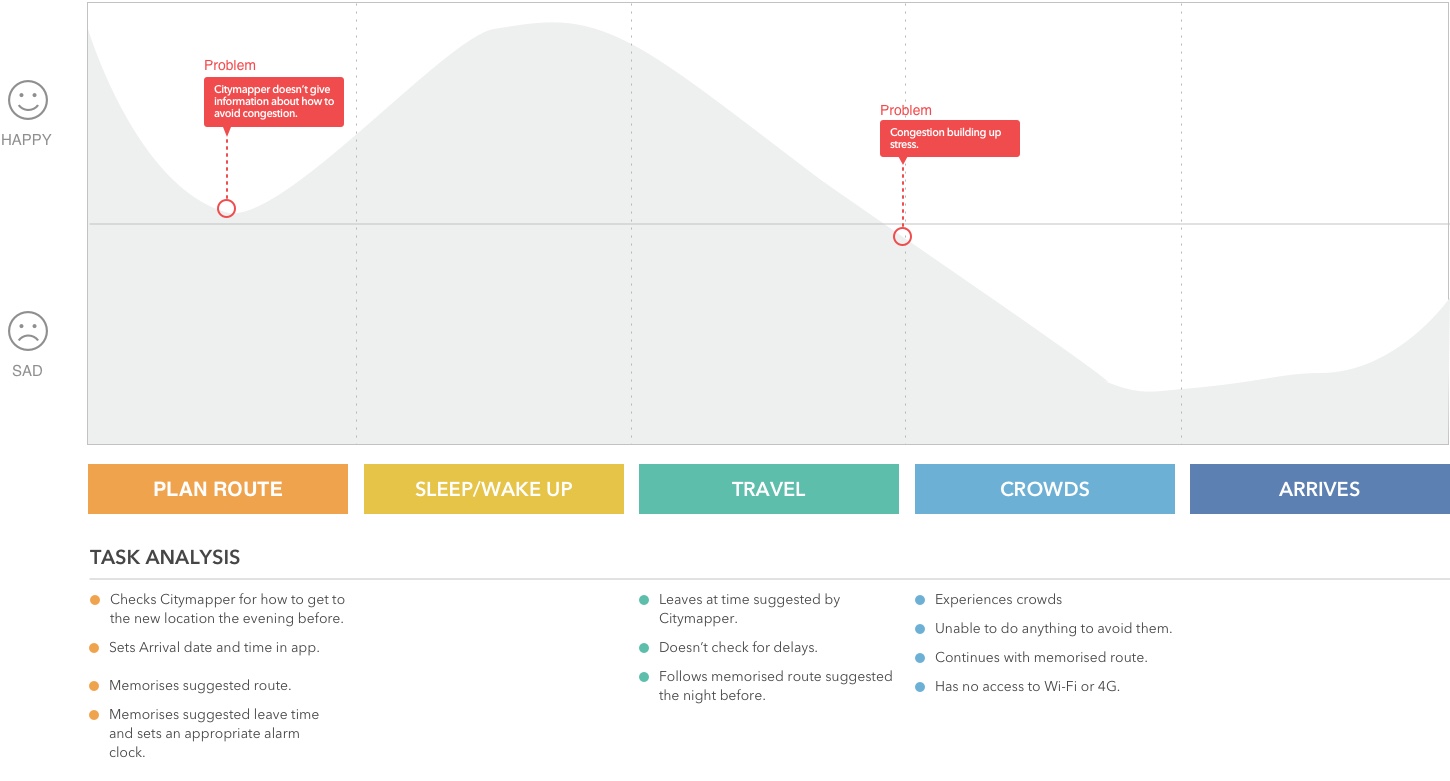 Problem
Citymapper doesn't give
information about how to
avoid congestion.
HAPPY
Problem
Congestion building up
stress.
SAD
PLAN ROUTE
SLEEP/WAKE UP
TRAVEL
CROWDS
ARRIVES
TASK ANALYSIS
Checks Citymapper for how to get to
the new location the evening before.
Sets Arrival date and time in app.
Memorises suggested route.
Memorises suggested leave time
and sets an appropriate alarm
clock.
Leaves at time suggested by
Citymapper.
Doesn't check for delays.
Follows memorised route suggested
the night before.
Experiences crowds
Unable to do anything to avoid them.
Continues with memorised route.
Has no access to Wi-Fi or 4G.